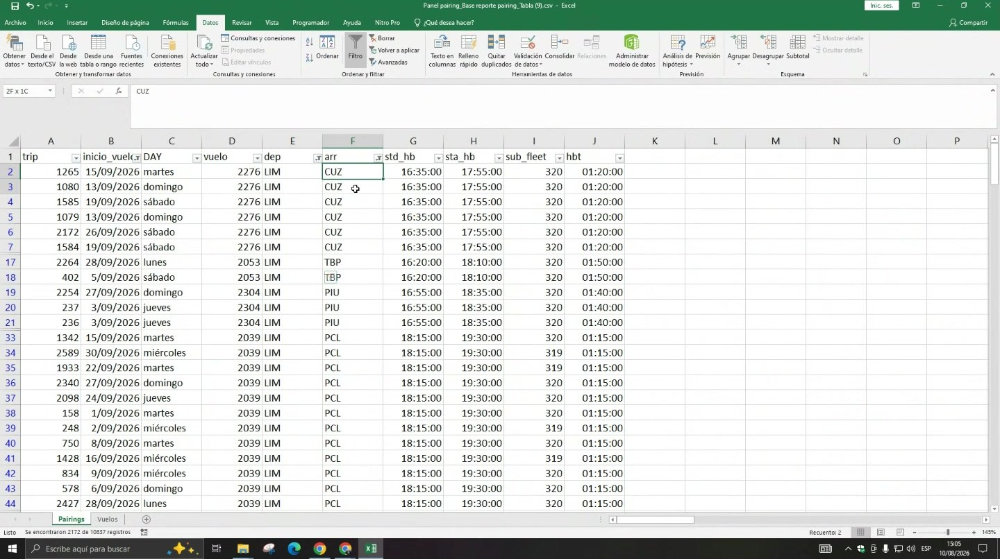 Panel pairing_Base reporte pairing_Tabla (9).csv - Excel
Inic. ses.
Archivo Inicio Insertar Diseño de página Fórmulas Datos Revisar Vista Programador Ayuda Nitro Pro ¿Qué desea hacer? Compartir
Obtener datos Desde el texto/CSV Desde la web Desde una tabla o rango Fuentes recientes Conexiones existentes
Obtener y transformar datos
Actualizar todo Consultas y conexiones Propiedades Editar vínculos
Consultas y conexiones
Ordenar Filtro Borrar Volver a aplicar Avanzadas
Ordenar y filtrar
Texto en columnas Relleno rápido Quitar duplicados Validación de datos Consolidar Relaciones Administrar modelo de datos
Herramientas de datos
Análisis de hipótesis Previsión
Previsión
Agrupar Desagrupar Subtotal Mostrar detalle Ocultar detalle
Esquema
2F x 1C CUZ
A B C D E F G H I J K L M N O P
1 trip inicio_vuelo DAY vuelo dep arr std_hb sta_hb sub_fleet hbt
2 1265 15/09/2026 martes 2276 LIM CUZ 16:35:00 17:55:00 320 01:20:00
3 1080 13/09/2026 domingo 2276 LIM CUZ 16:35:00 17:55:00 320 01:20:00
4 1585 19/09/2026 sábado 2276 LIM CUZ 16:35:00 17:55:00 320 01:20:00
5 1079 13/09/2026 domingo 2276 LIM CUZ 16:35:00 17:55:00 320 01:20:00
6 2172 26/09/2026 sábado 2276 LIM CUZ 16:35:00 17:55:00 320 01:20:00
7 1584 19/09/2026 sábado 2276 LIM CUZ 16:35:00 17:55:00 320 01:20:00
17 2264 28/09/2026 lunes 2053 LIM TBP 16:20:00 18:10:00 320 01:50:00
18 402 5/09/2026 sábado 2053 LIM TBP 16:20:00 18:10:00 320 01:50:00
19 2254 27/09/2026 domingo 2304 LIM PIU 16:55:00 18:35:00 320 01:40:00
20 237 3/09/2026 jueves 2304 LIM PIU 16:55:00 18:35:00 320 01:40:00
21 236 3/09/2026 jueves 2304 LIM PIU 16:55:00 18:35:00 320 01:40:00
33 1342 15/09/2026 martes 2039 LIM PCL 18:15:00 19:30:00 320 01:15:00
34 2589 30/09/2026 miércoles 2039 LIM PCL 18:15:00 19:30:00 319 01:15:00
35 1933 22/09/2026 martes 2039 LIM PCL 18:15:00 19:30:00 319 01:15:00
36 2340 27/09/2026 domingo 2039 LIM PCL 18:15:00 19:30:00 320 01:15:00
37 2098 24/09/2026 jueves 2039 LIM PCL 18:15:00 19:30:00 320 01:15:00
38 158 1/09/2026 martes 2039 LIM PCL 18:15:00 19:30:00 320 01:15:00
39 248 2/09/2026 miércoles 2039 LIM PCL 18:15:00 19:30:00 319 01:15:00
40 750 8/09/2026 martes 2039 LIM PCL 18:15:00 19:30:00 320 01:15:00
41 1428 16/09/2026 miércoles 2039 LIM PCL 18:15:00 19:30:00 319 01:15:00
42 834 9/09/2026 miércoles 2039 LIM PCL 18:15:00 19:30:00 320 01:15:00
43 578 6/09/2026 domingo 2039 LIM PCL 18:15:00 19:30:00 320 01:15:00
44 2427 28/09/2026 lunes 2039 LIM PCL 18:15:00 19:30:00 320 01:15:00
Pairings Vuelos
Listo Se encontraron 2172 de 10837 registros Recuento: 2 145%
Escribe aquí para buscar ESP 15:05
10/08/2026